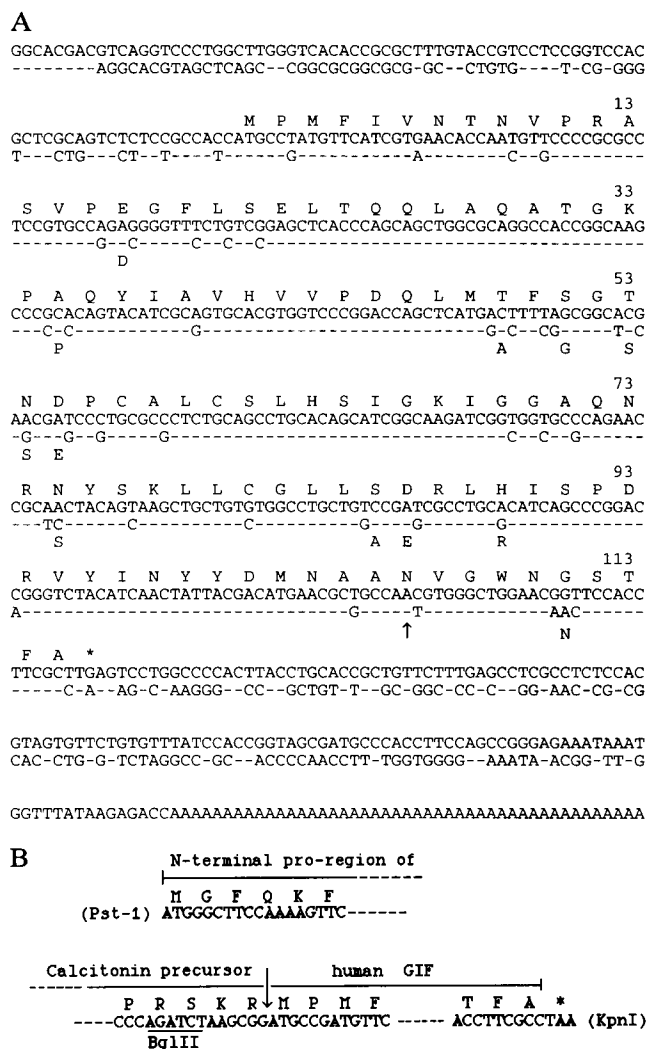 A
GGCACGACGTCAGGTCCCTGGCTTGGGTCACACCGCGCTTTGTACCGTCCTCCGGTCCAC
--------AGGCACGTAGCTCAGC--CGGCGCGGCGCG-GC--CTGTG----T-CG-GGG
13
M P M F I V N T N V P R A
GCTCGCAGTCTCTCCGCCACCATGCCTATGTTCATCGTGAACACCAATGTTCCCCGCGCC
T---CTG---CT--T----T------G-----------A--------C--G---------
33
S V P E G F L S E L T Q Q L A Q A T G K
TCCGTGCCAGAGGGGTTTCTGTCGGAGCTCACCCAGCAGCTGGCGCAGGCCACCGGCAAG
--------G--C-----C--C--C------------------------------------
D
53
P A Q Y I A V H V V P D Q L M T F S G T
CCCGCACAGTACATCGCAGTGCACGTGGTCCCGGACCAGCTCATGACTTTTAGCGGCACG
---C-C-----------G---------------------------G-C--CG----T-C
P A G S
73
N D P C A L C S L H S I G K I G G A Q N
AACGATCCCTGCGCCCTCTGCAGCCTGCACAGCATCGGCAAGATCGGTGGTGCCCAGAAC
-G---G--G-----G--------------------------------C--C--G------
S E
93
R N Y S K L L C G L L S D R L H I S P D
CGCAACTACAGTAAGCTGCTGTGTGGCCTGCTGTCCGATCGCCTGCACATCAGCCCGGAC
---TC------C-----------C-----------G---G-------G------------
S A E R
113
R V Y I N Y Y D M N A A N V G W N G S T
CGGGTCTACATCAACTATTACGACATGAACGCTGCCAACGTGGGCTGGAACGGTTCCACC
A-------------------------------G-----T------------AAC------
↑ N
F A *
TTCGCTTGAGTCCTGGCCCCACTTACCTGCACCGCTGTTCTTTGAGCCTCGCCTCTCCAC
-----C-A--AG-C-AAGGG--CC--GCTGT-T--GC-GGC-CC-C--GG-AAC-CG-CG
GTAGTGTTCTGTGTTTATCCACCGGTAGCGATGCCCACCTTCCAGCCGGGAGAAATAAAT
CAC-CTG-G-TCTAGGCC-GC--ACCCCAACCTT-TGGTGGGG--AAATA-ACGG-TT-G
GGTTTATAAGAGACCAAAAAAAAAAAAAAAAAAAAAAAAAAAAAAAAAAAAAAAAAAAAA
B
N-terminal pro-region of
M G F Q K F
(Pst-1) ATGGGCTTCCAAAAGTTC------
Calcitonin precursor human GIF
P R S K R M P M F T F A *
----CCCAGATCTAAGCGGATGCCGATGTTC ----- ACCTTCGCCTAA (KpnI)
BglII